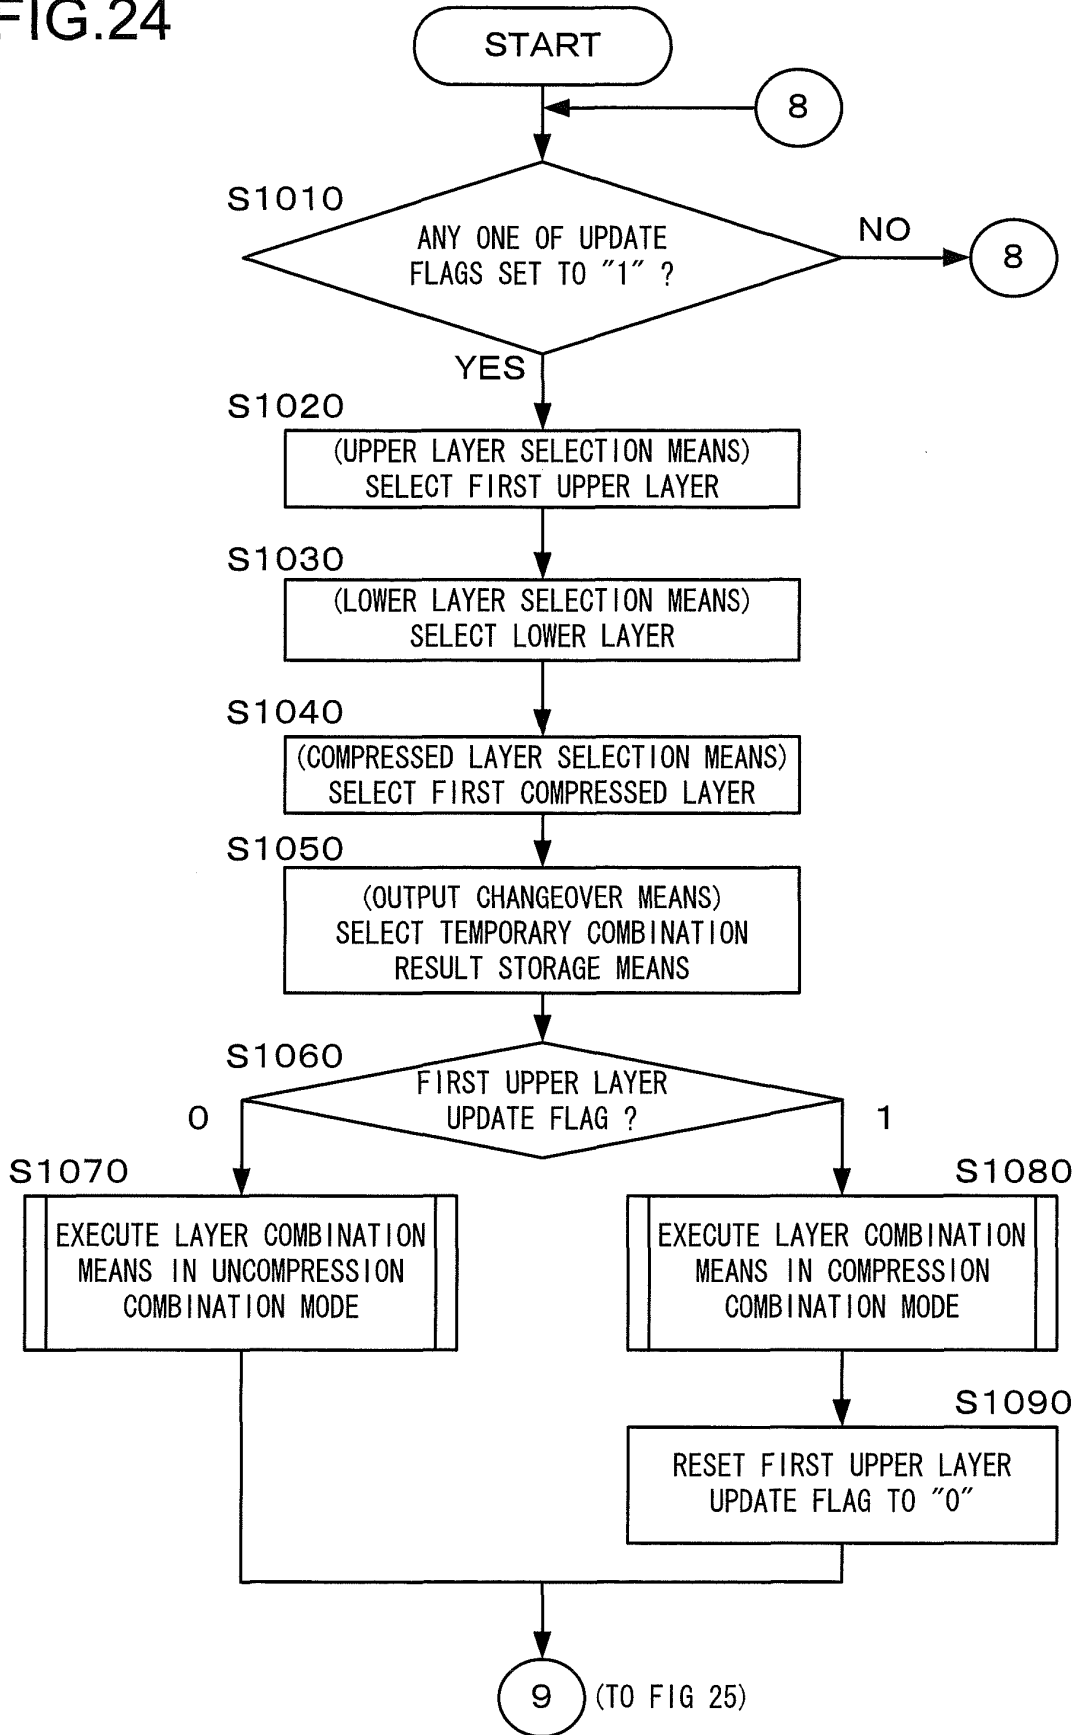 FIG.24
START
8
S1010
ANY ONE OF UPDATE
FLAGS SET TO "1" ?
NO
8
YES
S1020
(UPPER LAYER SELECTION MEANS)
SELECT FIRST UPPER LAYER
S1030
(LOWER LAYER SELECTION MEANS)
SELECT LOWER LAYER
S1040
(COMPRESSED LAYER SELECTION MEANS)
SELECT FIRST COMPRESSED LAYER
S1050
(OUTPUT CHANGEOVER MEANS)
SELECT TEMPORARY COMBINATION
RESULT STORAGE MEANS
S1060
FIRST UPPER LAYER
UPDATE FLAG ?
0
1
S1070
EXECUTE LAYER COMBINATION
MEANS IN UNCOMPRESSION
COMBINATION MODE
S1080
EXECUTE LAYER COMBINATION
MEANS IN COMPRESSION
COMBINATION MODE
S1090
RESET FIRST UPPER LAYER
UPDATE FLAG TO "0"
9 (TO FIG 25)